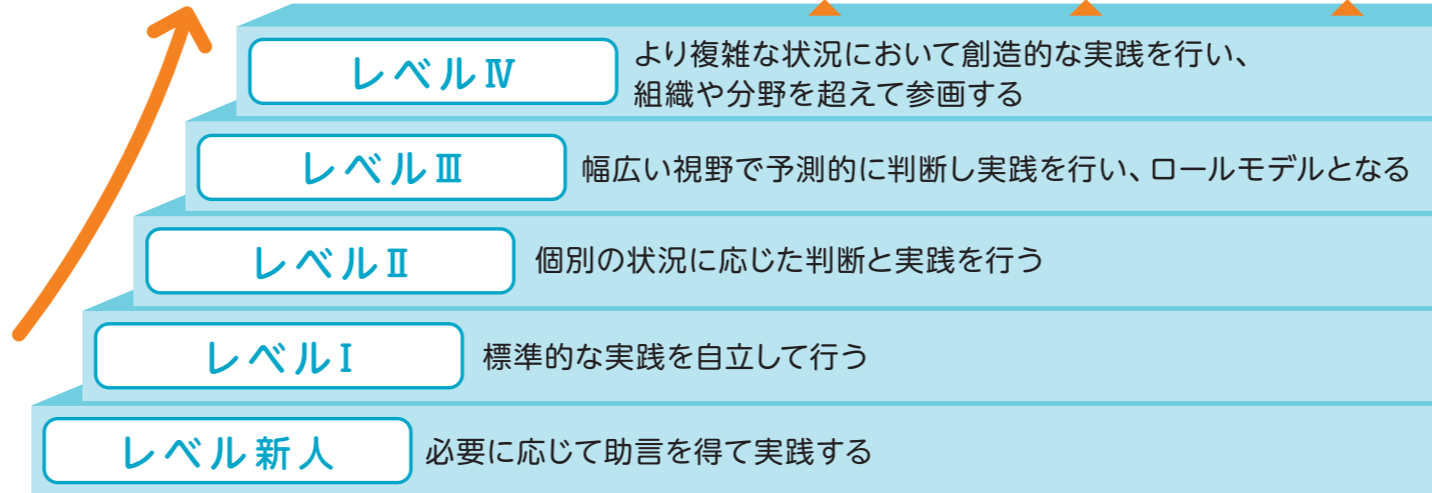 レベルⅣ
より複雑な状況において創造的な実践を行い、
組織や分野を超えて参画する
レベルⅢ
幅広い視野で予測的に判断し実践を行い、ロールモデルとなる
レベルⅡ
個別の状況に応じた判断と実践を行う
レベルⅠ
標準的な実践を自立して行う
レベル新人
必要に応じて助言を得て実践する